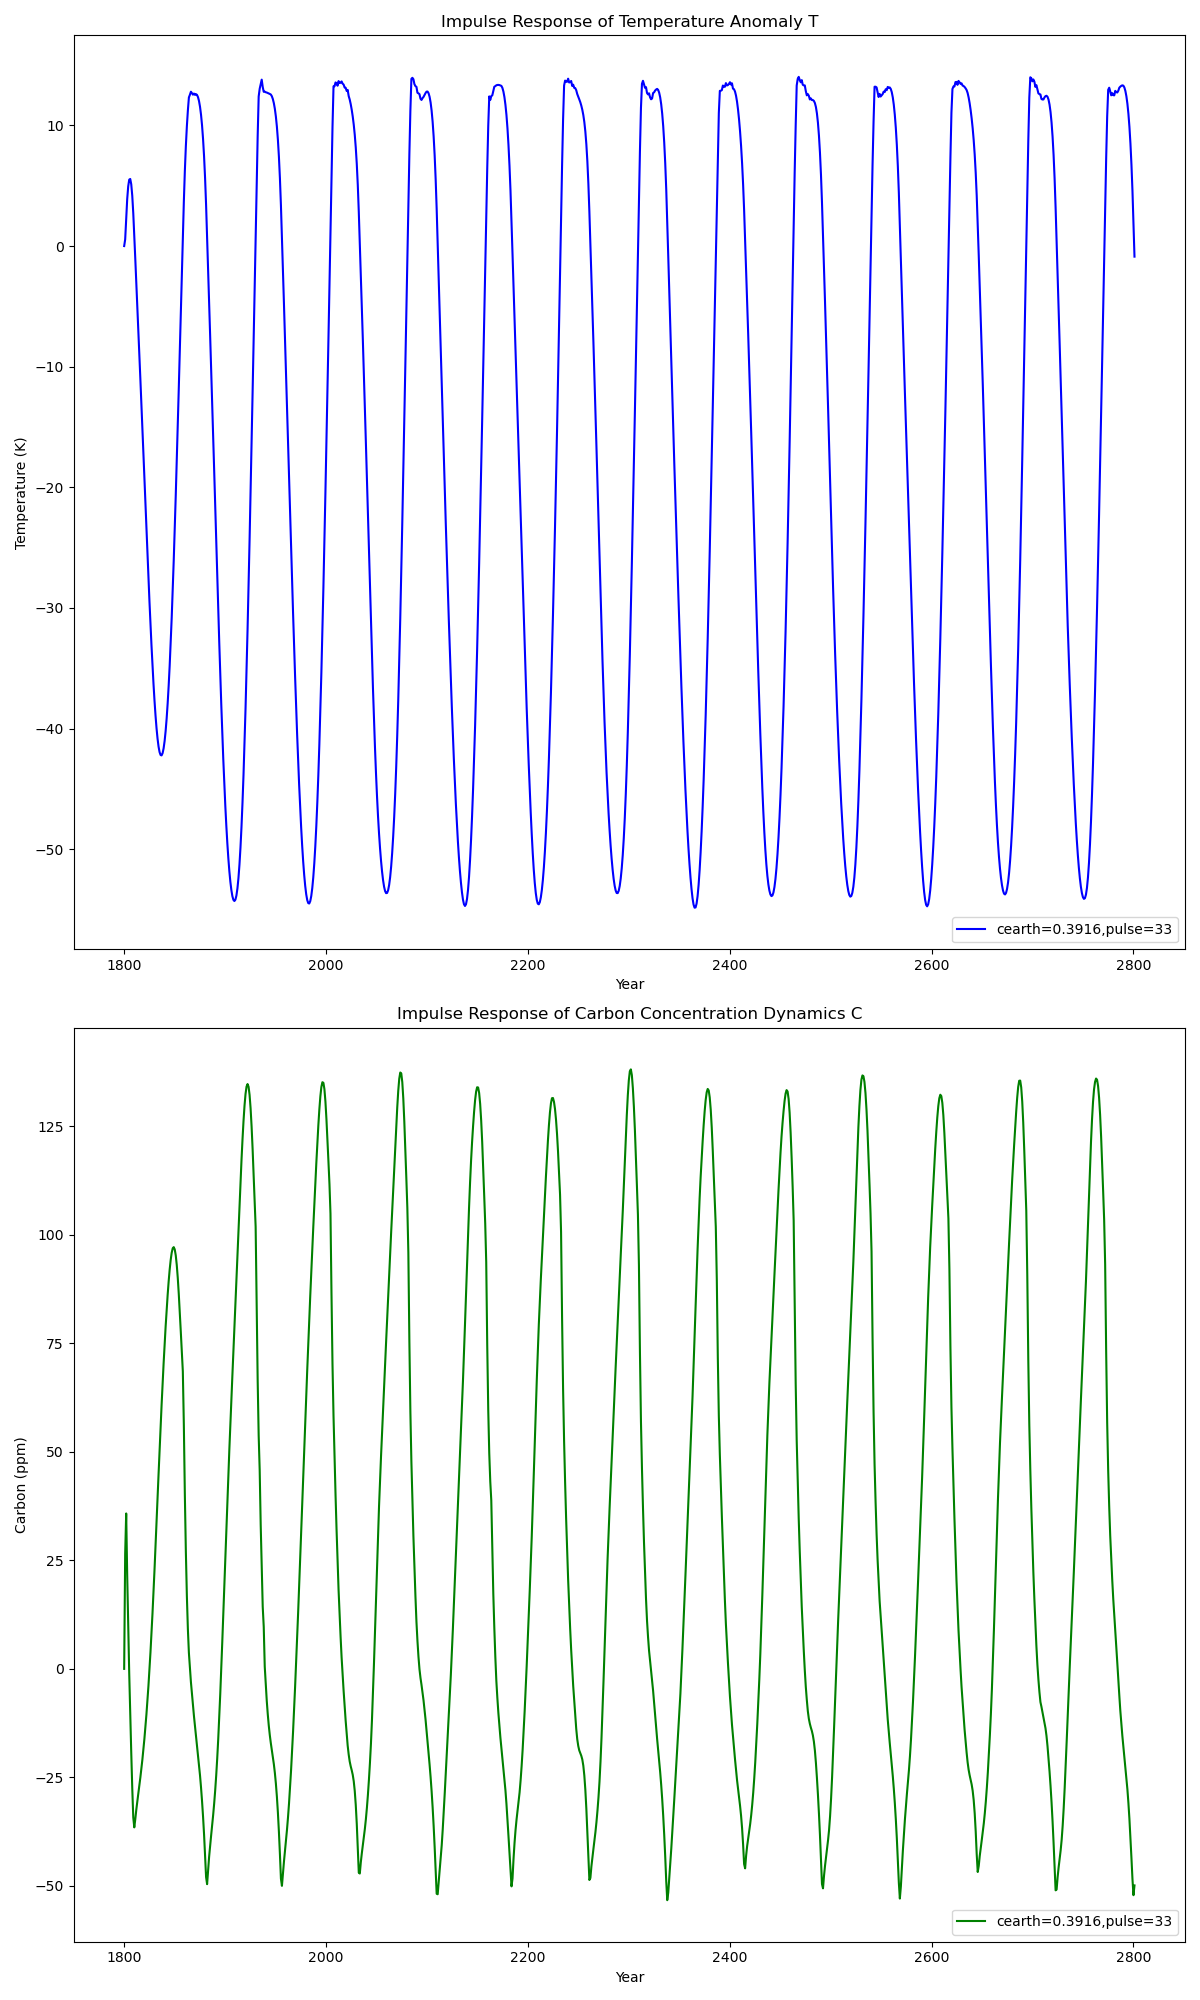 Impulse Response of Temperature Anomaly T
Temperature (K)
10
0
−10
−20
−30
−40
−50
cearth=0.3916,pulse=33
1800 2000 2200 2400 2600 2800
Year
Impulse Response of Carbon Concentration Dynamics C
Carbon (ppm)
125
100
75
50
25
0
−25
−50
cearth=0.3916,pulse=33
1800 2000 2200 2400 2600 2800
Year